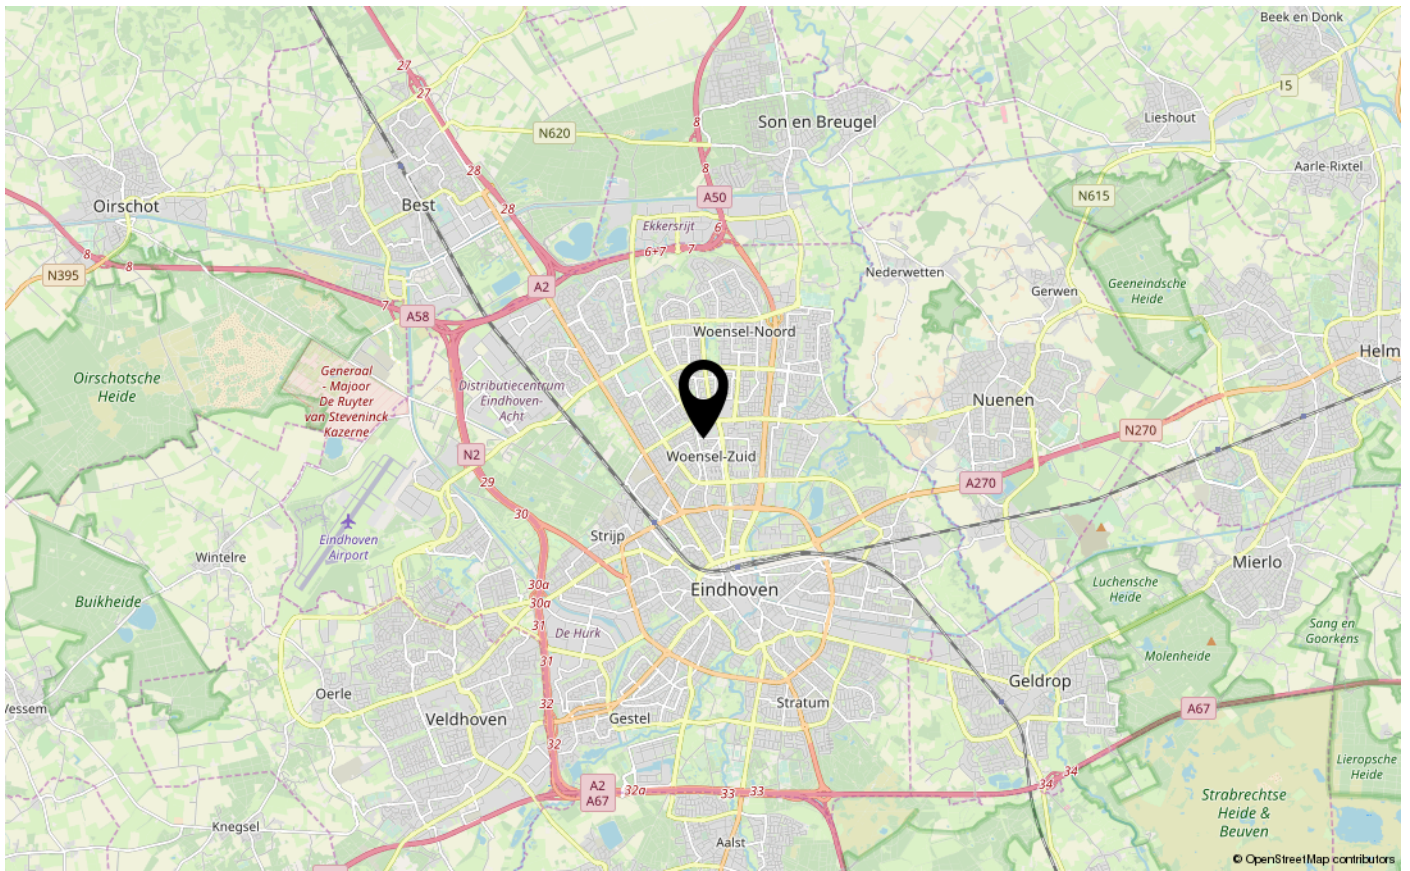 Beek en Donk
27
27
I5
Lieshout
8
Son en Breugel
N620
8
28
Aarle-Rixtel
A50
N615
Oirschot
Best
28
Ekkersrijt
6
8
8
6+7
7
N395
Nederwetten
A2
Gerwen
Geeneindsche
Heide
7
A58
Woensel-Noord
Helm
Oirschotsche
Heide
Generaal
- Majoor
De Ruyter
van Steveninck
Kazerne
Distributiecentrum
Eindhoven-
Acht
Nuenen
N270
N2
Woensel-Zuid
29
A270
30
Strijp
Eindhoven
Airport
Wintelre
Mierlo
30a
30a
Eindhoven
Luchensche
Heide
Buikheide
31
De Hurk
Sang en
Goorkens
31
Molenheide
Oerle
Geldrop
32
Stratum
A67
Vessem
Veldhoven
Gestel
32
Lieropsche
Heide
34
34
A2
A67
32a
33
33
Strabrechtse
Heide &
Beuven
Knegsel
Aalst
© OpenStreetMap contributors